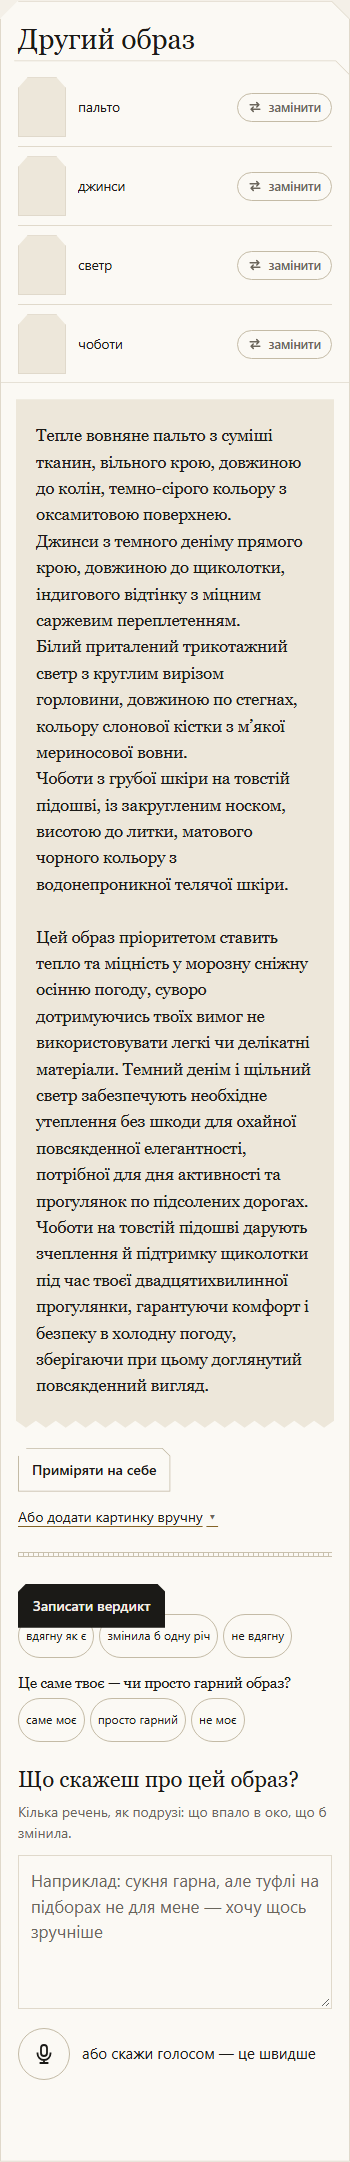 Другий образ
пальто
замінити
джинси
замінити
светр
замінити
чоботи
замінити
Тепле вовняне пальто з суміші
тканин, вільного крою, довжиною
до колін, темно-сірого кольору з
оксамитовою поверхнею.
Джинси з темного деніму прямого
крою, довжиною до щиколотки,
індигового відтінку з міцним
саржевим переплетенням.
Білий приталений трикотажний
светр з круглим вирізом
горловини, довжиною по стегнах,
кольору слонової кістки з м’якої
мериносової вовни.
Чоботи з грубої шкіри на товстій
підошві, із закругленим носком,
висотою до литки, матового
чорного кольору з
водонепроникної телячої шкіри.
Цей образ пріоритетом ставить
тепло та міцність у морозну сніжну
осінню погоду, суворо
дотримуючись твоїх вимог не
використовувати легкі чи делікатні
матеріали. Темний денім і щільний
светр забезпечують необхідне
утеплення без шкоди для охайної
повсякденної елегантності,
потрібної для дня активності та
прогулянок по підсолених дорогах.
Чоботи на товстій підошві дарують
зчеплення й підтримку щиколотки
під час твоєї двадцятихвилинної
прогулянки, гарантуючи комфорт і
безпеку в холодну погоду,
зберігаючи при цьому доглянутий
повсякденний вигляд.
Приміряти на себе
Або додати картинку вручну
Записати вердикт
вдягну як є
змінила б одну річ
не вдягну
Це саме твоє — чи просто гарний образ?
саме моє
просто гарний
не моє
Що скажеш про цей образ?
Кілька речень, як подрузі: що впало в око, що б
змінила.
Наприклад: сукня гарна, але туфлі на
підборах не для мене — хочу щось
зручніше
або скажи голосом — це швидше